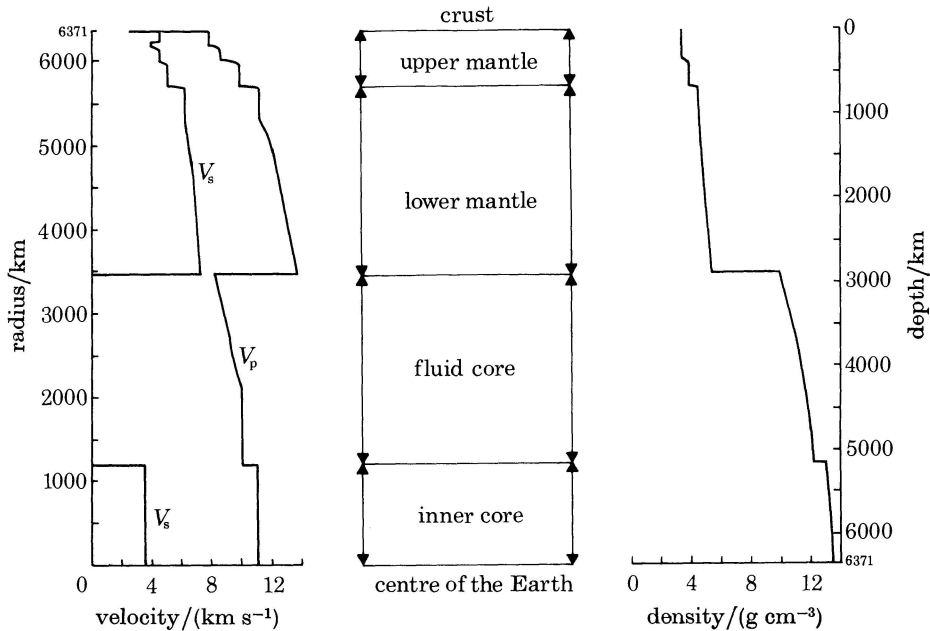 crust
6371
6000
5000
4000
3000
2000
1000
radius/km
V_s
V_p
V_s
0 4 8 12
velocity/(km s⁻¹)
upper mantle
lower mantle
fluid core
inner core
centre of the Earth
0
1000
2000
3000
4000
5000
6000
6371
depth/km
0 4 8 12
density/(g cm⁻³)